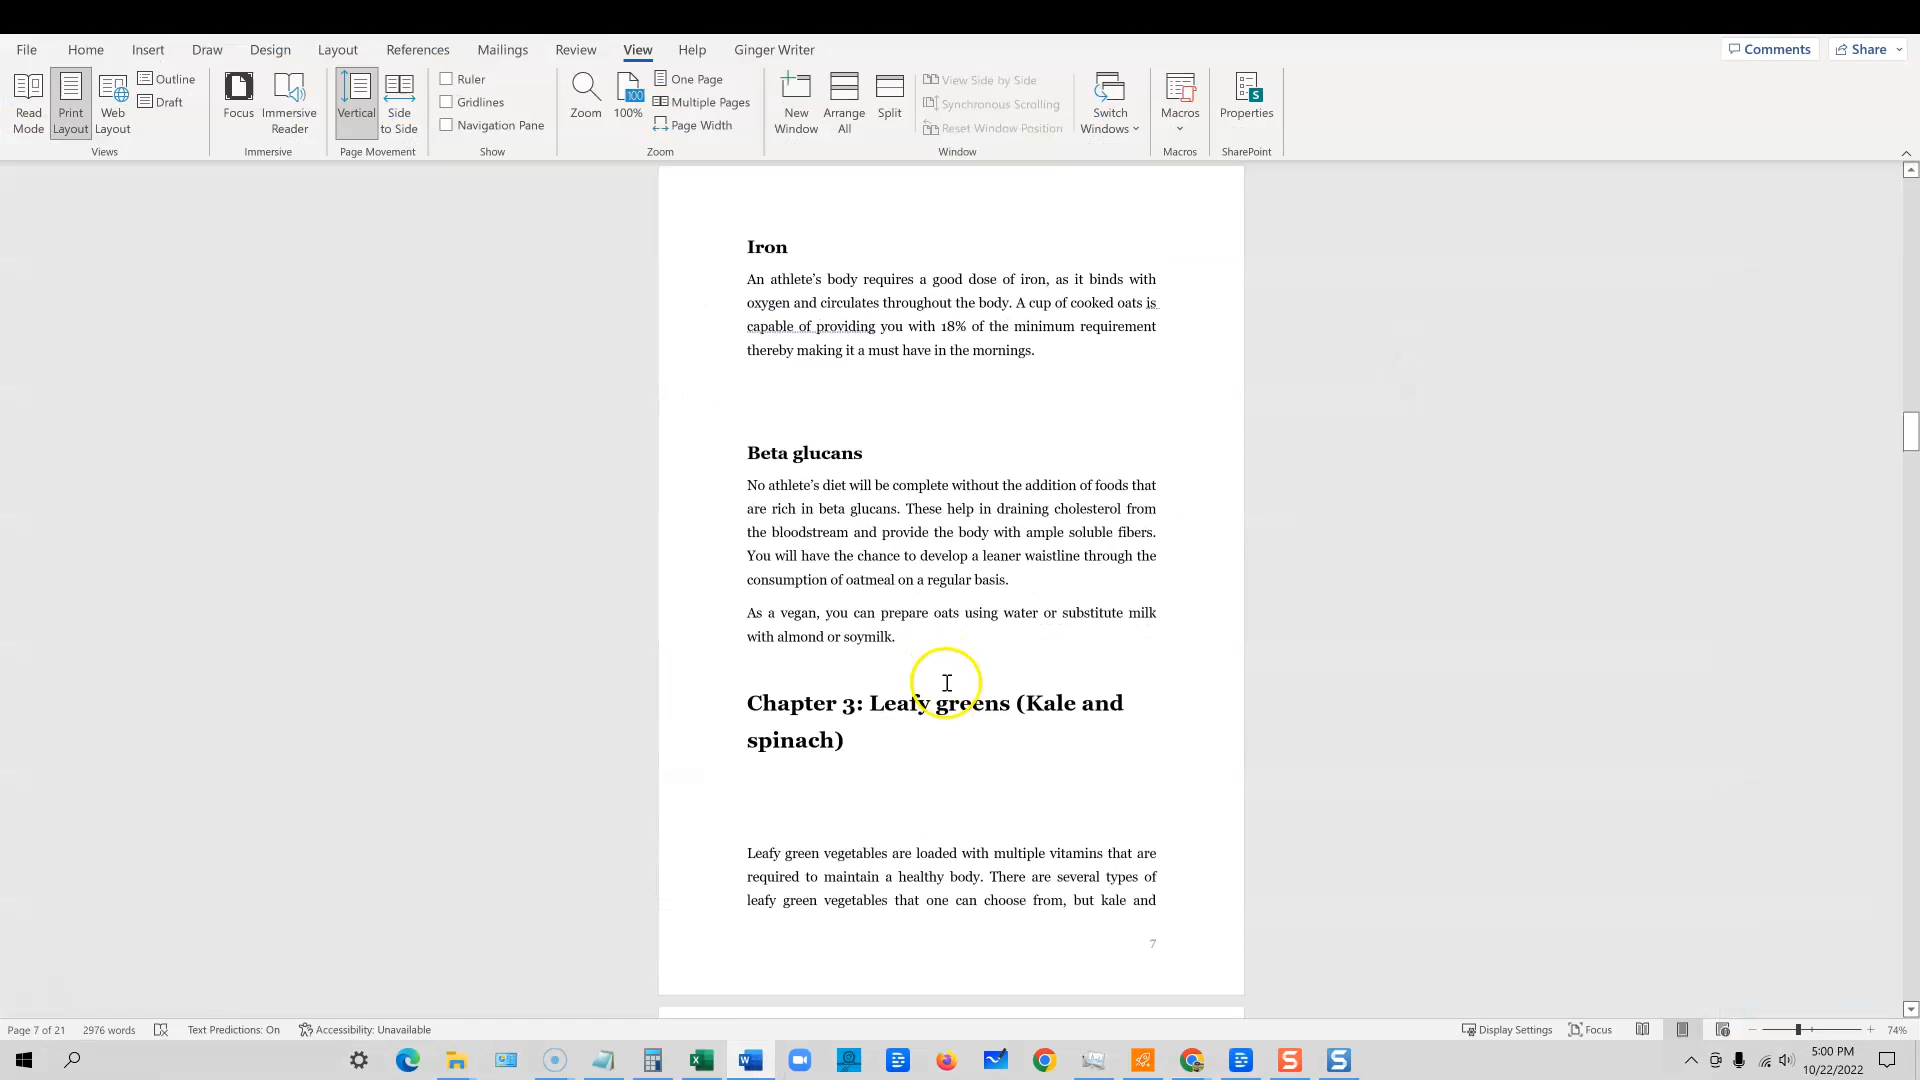 File Home Insert Draw Design Layout References Mailings Review View Help Ginger Writer Comments Share
Read Mode
Print Layout
Web Layout
Outline
Draft
Views
Focus
Immersive Reader
Immersive
Vertical
Side to Side
Page Movement
Ruler
Gridlines
Navigation Pane
Show
Zoom
100
100%
One Page
Multiple Pages
Page Width
Zoom
New Window
Arrange All
Split
View Side by Side
Synchronous Scrolling
Reset Window Position
Switch Windows
Window
Macros
Macros
Properties
SharePoint
Iron
An athlete’s body requires a good dose of iron, as it binds with
oxygen and circulates throughout the body. A cup of cooked oats is
capable of providing you with 18% of the minimum requirement
thereby making it a must have in the mornings.
Beta glucans
No athlete’s diet will be complete without the addition of foods that
are rich in beta glucans. These help in draining cholesterol from
the bloodstream and provide the body with ample soluble fibers.
You will have the chance to develop a leaner waistline through the
consumption of oatmeal on a regular basis.
As a vegan, you can prepare oats using water or substitute milk
with almond or soymilk.
Chapter 3: Leafy greens (Kale and
spinach)
Leafy green vegetables are loaded with multiple vitamins that are
required to maintain a healthy body. There are several types of
leafy green vegetables that one can choose from, but kale and
7
Page 7 of 21 2976 words Text Predictions: On Accessibility: Unavailable Display Settings Focus 74%
5:00 PM
10/22/2022